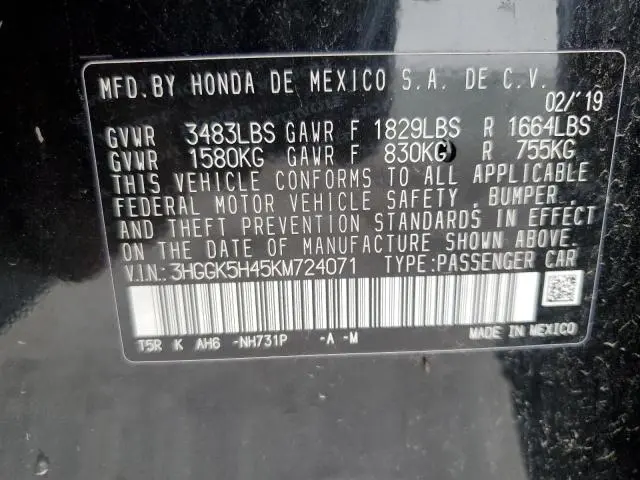 MFD. BY HONDA DE MEXICO S.A. DE C.V.
02/'19
GVWR 3483LBS GAWR F 1829LBS R 1664LBS
GVWR 1580KG GAWR F 830KG R 755KG
THIS VEHICLE CONFORMS TO ALL APPLICABLE
FEDERAL MOTOR VEHICLE SAFETY, BUMPER,
AND THEFT PREVENTION STANDARDS IN EFFECT
ON THE DATE OF MANUFACTURE SHOWN ABOVE.
V.I.N.: 3HGGK5H45KM724071 TYPE: PASSENGER CAR
T5R K AH6 -NH731P -A -M MADE IN MEXICO